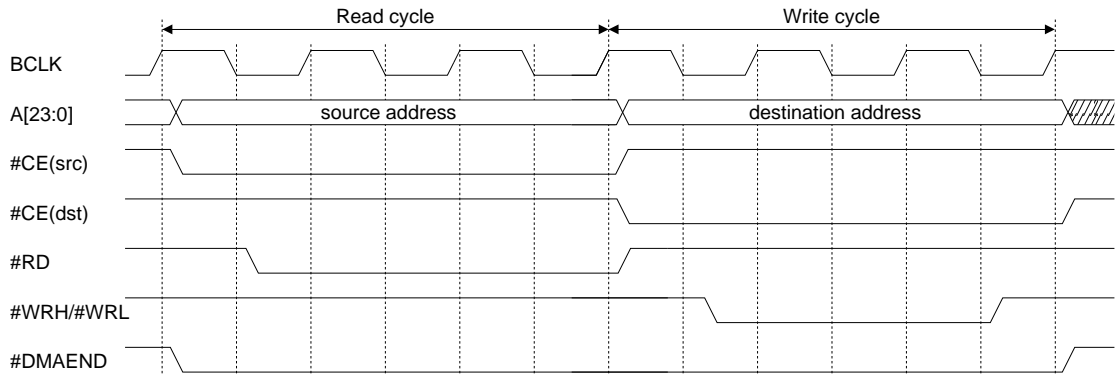 Read cycle Write cycle
BCLK
A[23:0] source address destination address
#CE(src)
#CE(dst)
#RD
#WRH/#WRL
#DMAEND